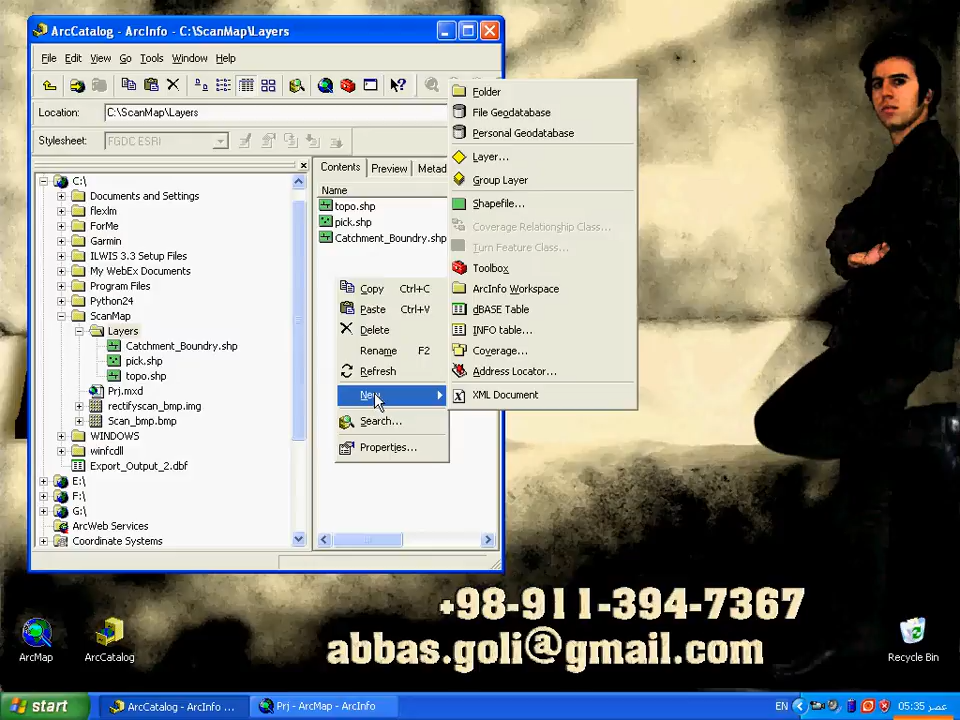 ArcCatalog - ArcInfo - C:\ScanMap\Layers
File Edit View Go Tools Window Help
Location: C:\ScanMap\Layers
Stylesheet: FGDC ESRI
Contents Preview Metad
Name
topo.shp
pick.shp
Catchment_Boundry.shp
C:\
Documents and Settings
flexlm
ForMe
Garmin
ILWIS 3.3 Setup Files
My WebEx Documents
Program Files
Python24
ScanMap
Layers
Catchment_Boundry.shp
pick.shp
topo.shp
Prj.mxd
rectifyscan_bmp.img
Scan_bmp.bmp
WINDOWS
winfcdll
Export_Output_2.dbf
E:\
F:\
G:\
ArcWeb Services
Coordinate Systems
Copy Ctrl+C
Paste Ctrl+V
Delete
Rename F2
Refresh
New
Search...
Properties...
Folder
File Geodatabase
Personal Geodatabase
Layer...
Group Layer
Shapefile...
Coverage Relationship Class...
Turn Feature Class...
Toolbox
ArcInfo Workspace
dBASE Table
INFO table...
Coverage...
Address Locator...
XML Document
+98-911-394-7367
abbas.goli@gmail.com
ArcMap
ArcCatalog
Recycle Bin
start
ArcCatalog - ArcInfo ...
Prj - ArcMap - ArcInfo
EN
05:35 عصر